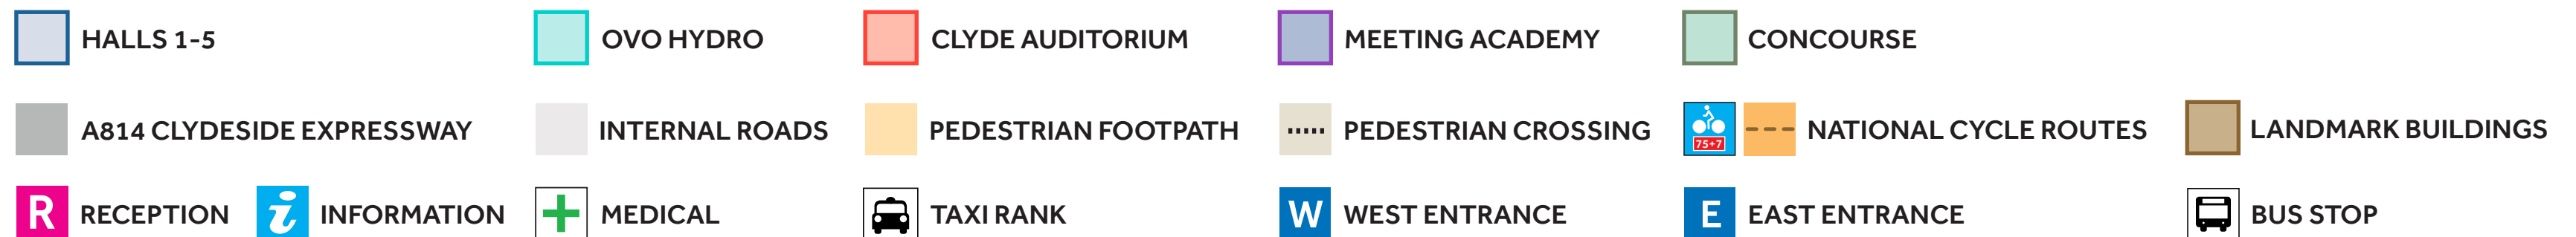 HALLS 1-5 OVO HYDRO CLYDE AUDITORIUM MEETING ACADEMY CONCOURSE
A814 CLYDESIDE EXPRESSWAY INTERNAL ROADS PEDESTRIAN FOOTPATH PEDESTRIAN CROSSING 75+7 NATIONAL CYCLE ROUTES LANDMARK BUILDINGS
R RECEPTION i INFORMATION MEDICAL TAXI RANK W WEST ENTRANCE E EAST ENTRANCE BUS STOP